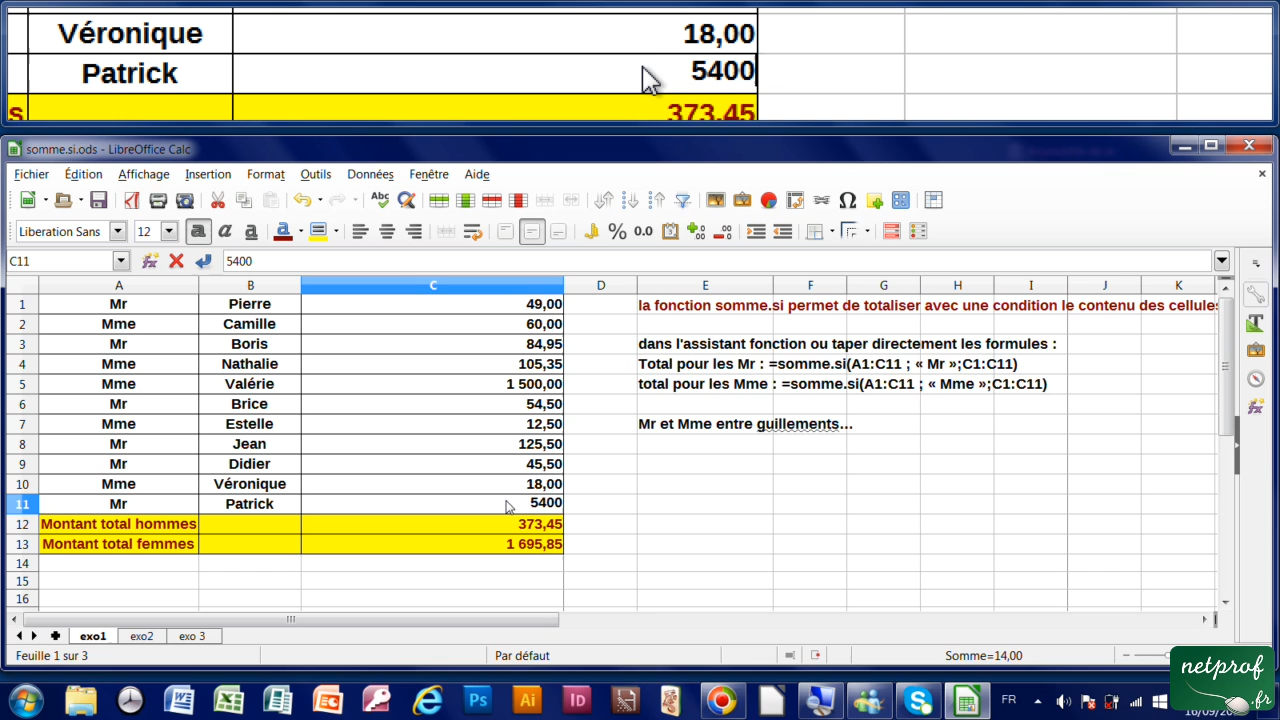 Véronique 18,00
Patrick 5400
s 373,45
somme.si.ods - LibreOffice Calc
Fichier Édition Affichage Insertion Format Outils Données Fenêtre Aide
Liberation Sans 12
C11 5400
A B C D E F G H I J K
1 Mr Pierre 49,00 la fonction somme.si permet de totaliser avec une condition le contenu des cellules
2 Mme Camille 60,00
3 Mr Boris 84,95 dans l'assistant fonction ou taper directement les formules :
4 Mme Nathalie 105,35 Total pour les Mr : =somme.si(A1:C11 ; « Mr »;C1:C11)
5 Mme Valérie 1 500,00 total pour les Mme : =somme.si(A1:C11 ; « Mme »;C1:C11)
6 Mr Brice 54,50
7 Mme Estelle 12,50 Mr et Mme entre guillements...
8 Mr Jean 125,50
9 Mr Didier 45,50
10 Mme Véronique 18,00
11 Mr Patrick 5400
12 Montant total hommes 373,45
13 Montant total femmes 1 695,85
14
15
16
exo1 exo2 exo 3
Feuille 1 sur 3 Par défaut Somme=14,00
netprof
.fr
FR